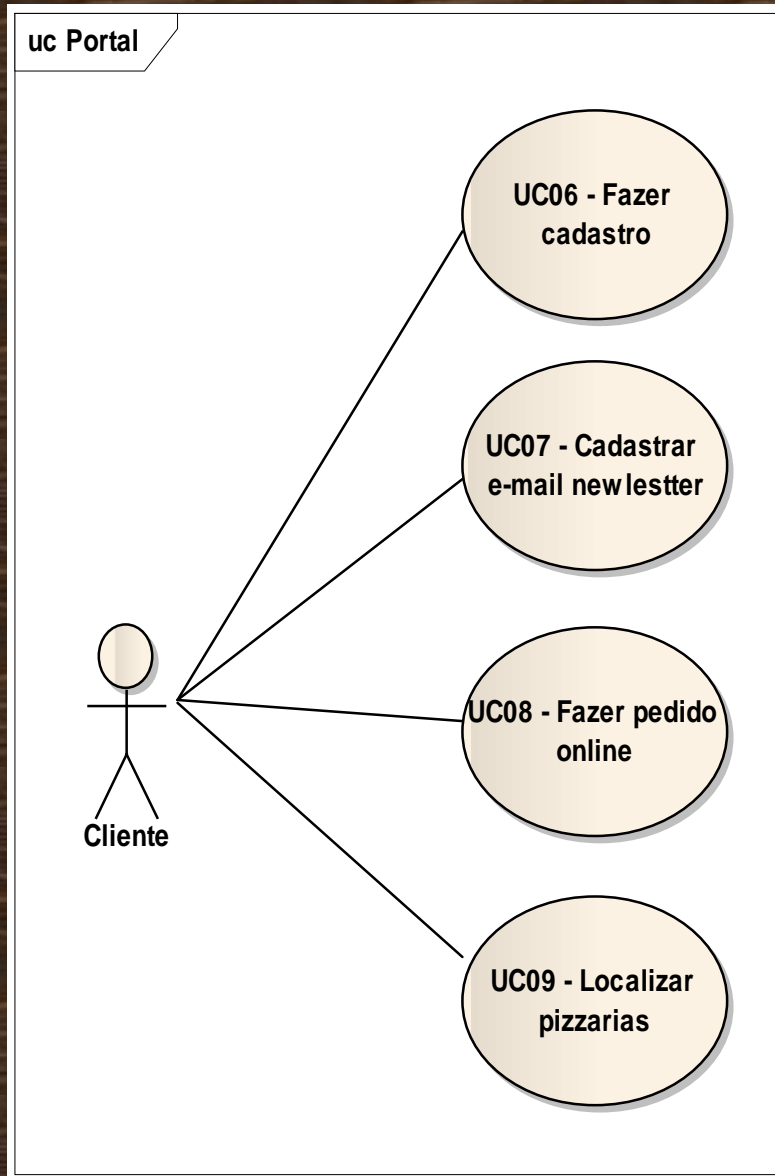 uc Portal
UC06 - Fazer
cadastro
UC07 - Cadastrar
e-mail newlestter
UC08 - Fazer pedido
online
Cliente
UC09 - Localizar
pizzarias